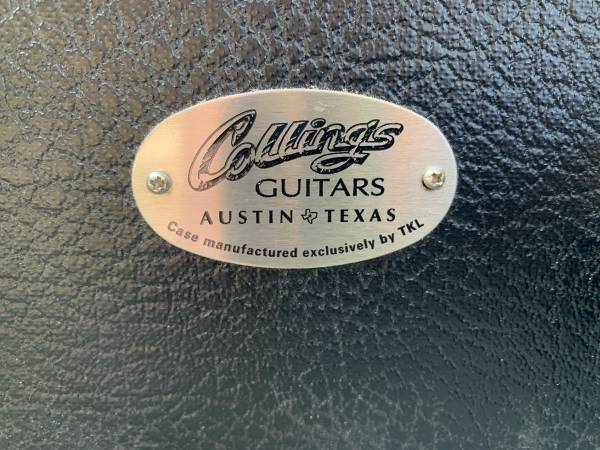 Collings
GUITARS
AUSTIN TEXAS
Case manufactured exclusively by TKL